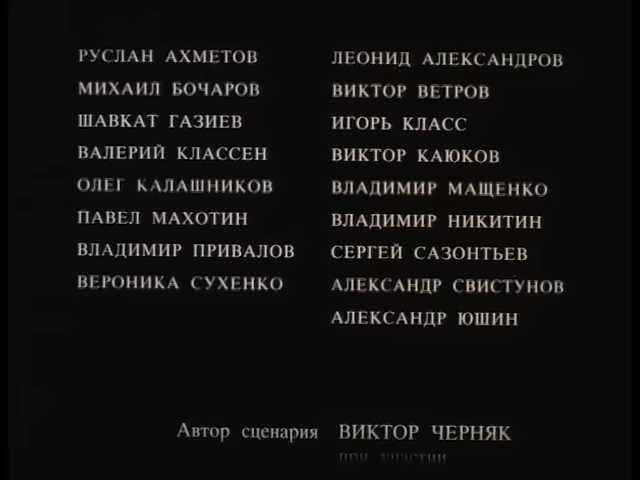 РУСЛАН АХМЕТОВ
МИХАИЛ БОЧАРОВ
ШАВКАТ ГАЗИЕВ
ВАЛЕРИЙ КЛАССЕН
ОЛЕГ КАЛАШНИКОВ
ПАВЕЛ МАХОТИН
ВЛАДИМИР ПРИВАЛОВ
ВЕРОНИКА СУХЕНКО
ЛЕОНИД АЛЕКСАНДРОВ
ВИКТОР ВЕТРОВ
ИГОРЬ КЛАСС
ВИКТОР КАЮКОВ
ВЛАДИМИР МАЩЕНКО
ВЛАДИМИР НИКИТИН
СЕРГЕЙ САЗОНТЬЕВ
АЛЕКСАНДР СВИСТУНОВ
АЛЕКСАНДР ЮШИН
Автор сценария ВИКТОР ЧЕРНЯК
при участии